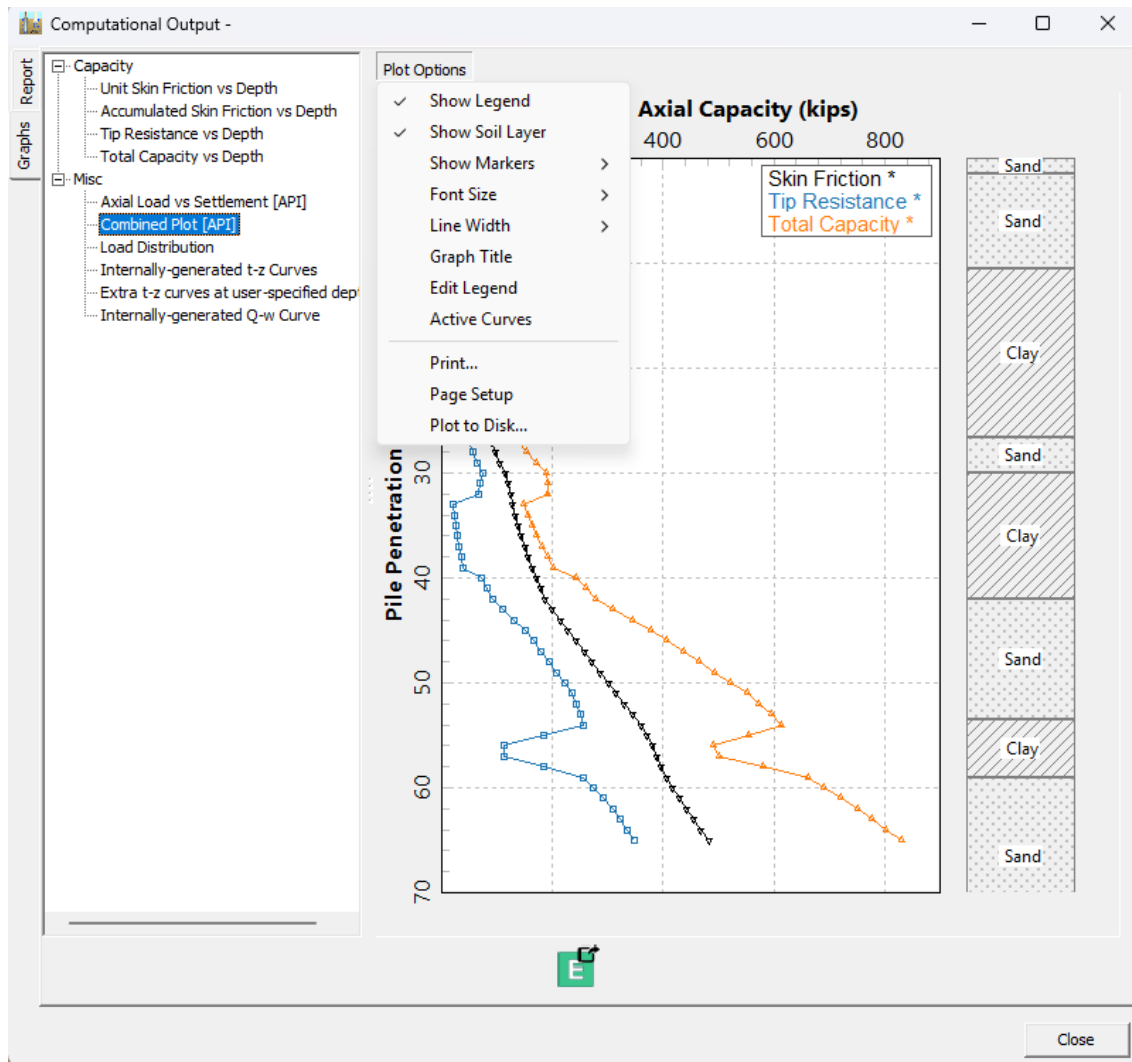 Computational Output -
Report
Graphs
Capacity
Unit Skin Friction vs Depth
Accumulated Skin Friction vs Depth
Tip Resistance vs Depth
Total Capacity vs Depth
Misc
Axial Load vs Settlement [API]
Combined Plot [API]
Load Distribution
Internally-generated t-z Curves
Extra t-z curves at user-specified dep
Internally-generated Q-w Curve
Plot Options
Show Legend
Show Soil Layer
Show Markers
Font Size
Line Width
Graph Title
Edit Legend
Active Curves
Print...
Page Setup
Plot to Disk...
Axial Capacity (kips)
400 600 800
Skin Friction *
Tip Resistance *
Total Capacity *
Pile Penetration
30
40
50
60
70
Sand
Sand
Clay
Sand
Clay
Sand
Clay
Sand
E
Close